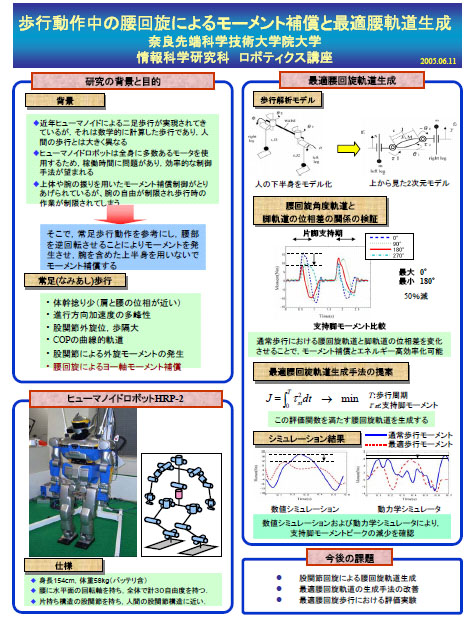 歩行動作中の腰回旋によるモーメント補償と最適腰軌道生成
奈良先端科学技術大学院大学
情報科学研究科 ロボティクス講座
2005.06.11
研究の背景と目的
背景
◆近年ヒューマノイドによる二足歩行が実現されてき
ているが、それは数学的に計算した歩行であり、人
間の歩行とは大きく異なる
◆ヒューマノイドロボットは全身に多数あるモータを使
用するため、稼働時間に問題があり、効率的な制御
手法が望まれる
◆上体や腕の振りを用いたモーメント補償制御がとり
あげられているが、腕の自由が制限され歩行時の
作業が制限されてしまう
そこで、常足歩行動作を参考にし、腰部
を逆回転させることによりモーメントを発
生させ、腕を含めた上半身を用いないで
モーメント補償する
常足(なみあし)歩行
・体幹捻り少(肩と腰の位相が近い)
・進行方向加速度の多峰性
・股関節外旋位、歩隔大
・COPの曲線的軌道
・股関節による外旋モーメントの発生
・腰回旋によるヨー軸モーメント補償
ヒューマノイドロボットHRP-2
仕様
◆ 身長154cm, 体重58kg(バッテリ含)
◆ 腰に水平面の回転軸を持ち、全体で計30自由度を持つ.
◆ 片持ち構造の股関節を持ち, 人間の股関節構造に近い.
最適腰回旋軌道生成
歩行解析モデル
right leg
waist
left leg
left leg
right leg
人の下半身をモデル化
上から見た2次元モデル
腰回旋角度軌道と
脚軌道の位相差の関係の検証
片脚支持期
0°
90°
180°
270°
Moment(Nm)
Time(s)
最大 0°
最小 180°
50%減
支持脚モーメント比較
通常歩行における腰回旋軌道と脚軌道の位相差を変化
させることで、モーメント補償とエネルギー高効率化可能
最適腰回旋軌道生成手法の提案
J = ∫₀ᵀ τ²st dt → min
T:歩行周期
τst:支持脚モーメント
この評価関数を満たす腰回旋軌道を生成する
シミュレーション結果
通常歩行モーメント
最適歩行モーメント
Time(s)
Time(s)
数値シミュレーション
動力学シミュレータ
数値シミュレーションおよび動力学シミュレータにより、
支持脚モーメントピークの減少を確認
今後の課題
● 股関節回旋による腰回旋軌道生成
● 最適腰回旋軌道の生成手法の改善
● 最適腰回旋歩行における評価実験